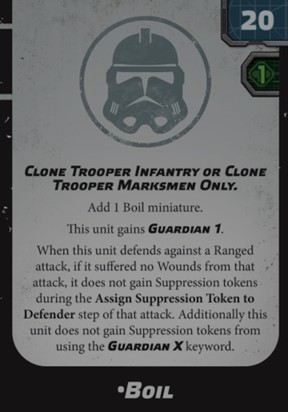 20
1
Clone Trooper Infantry or Clone
Trooper Marksmen Only.
Add 1 Boil miniature.
This unit gains Guardian 1.
When this unit defends against a Ranged
attack, if it suffered no Wounds from that
attack, it does not gain Suppression tokens
during the Assign Suppression Token to
Defender step of that attack. Additionally this
unit does not gain Suppression tokens from
using the Guardian X keyword.
•Boil